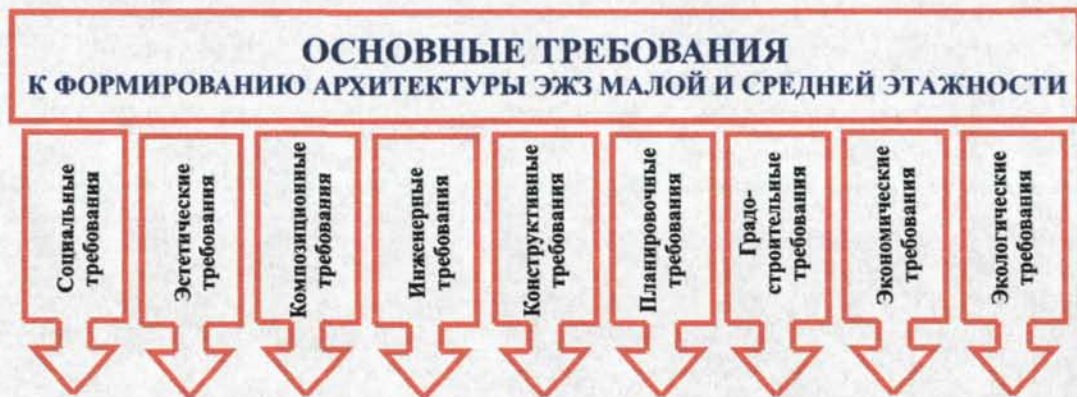 ОСНОВНЫЕ ТРЕБОВАНИЯ
К ФОРМИРОВАНИЮ АРХИТЕКТУРЫ ЭЖЗ МАЛОЙ И СРЕДНЕЙ ЭТАЖНОСТИ
Социальные
требования
Эстетические
требования
Композиционные
требования
Инженерные
требования
Конструктивные
требования
Планировочные
требования
Градо-
строительные
требования
Экономические
требования
Экологические
требования